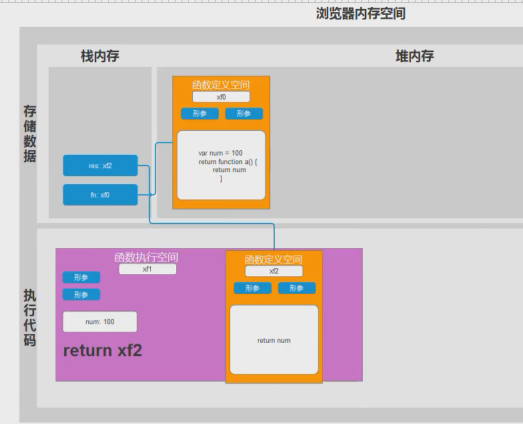 浏览器内存空间
栈内存
堆内存
存储数据
函数定义空间
xf0
形参
形参
var num = 100
return function a() {
return num
}
res: xf2
fn: xf0
执行代码
函数执行空间
xf1
形参
形参
num: 100
return xf2
函数定义空间
xf2
形参
形参
return num